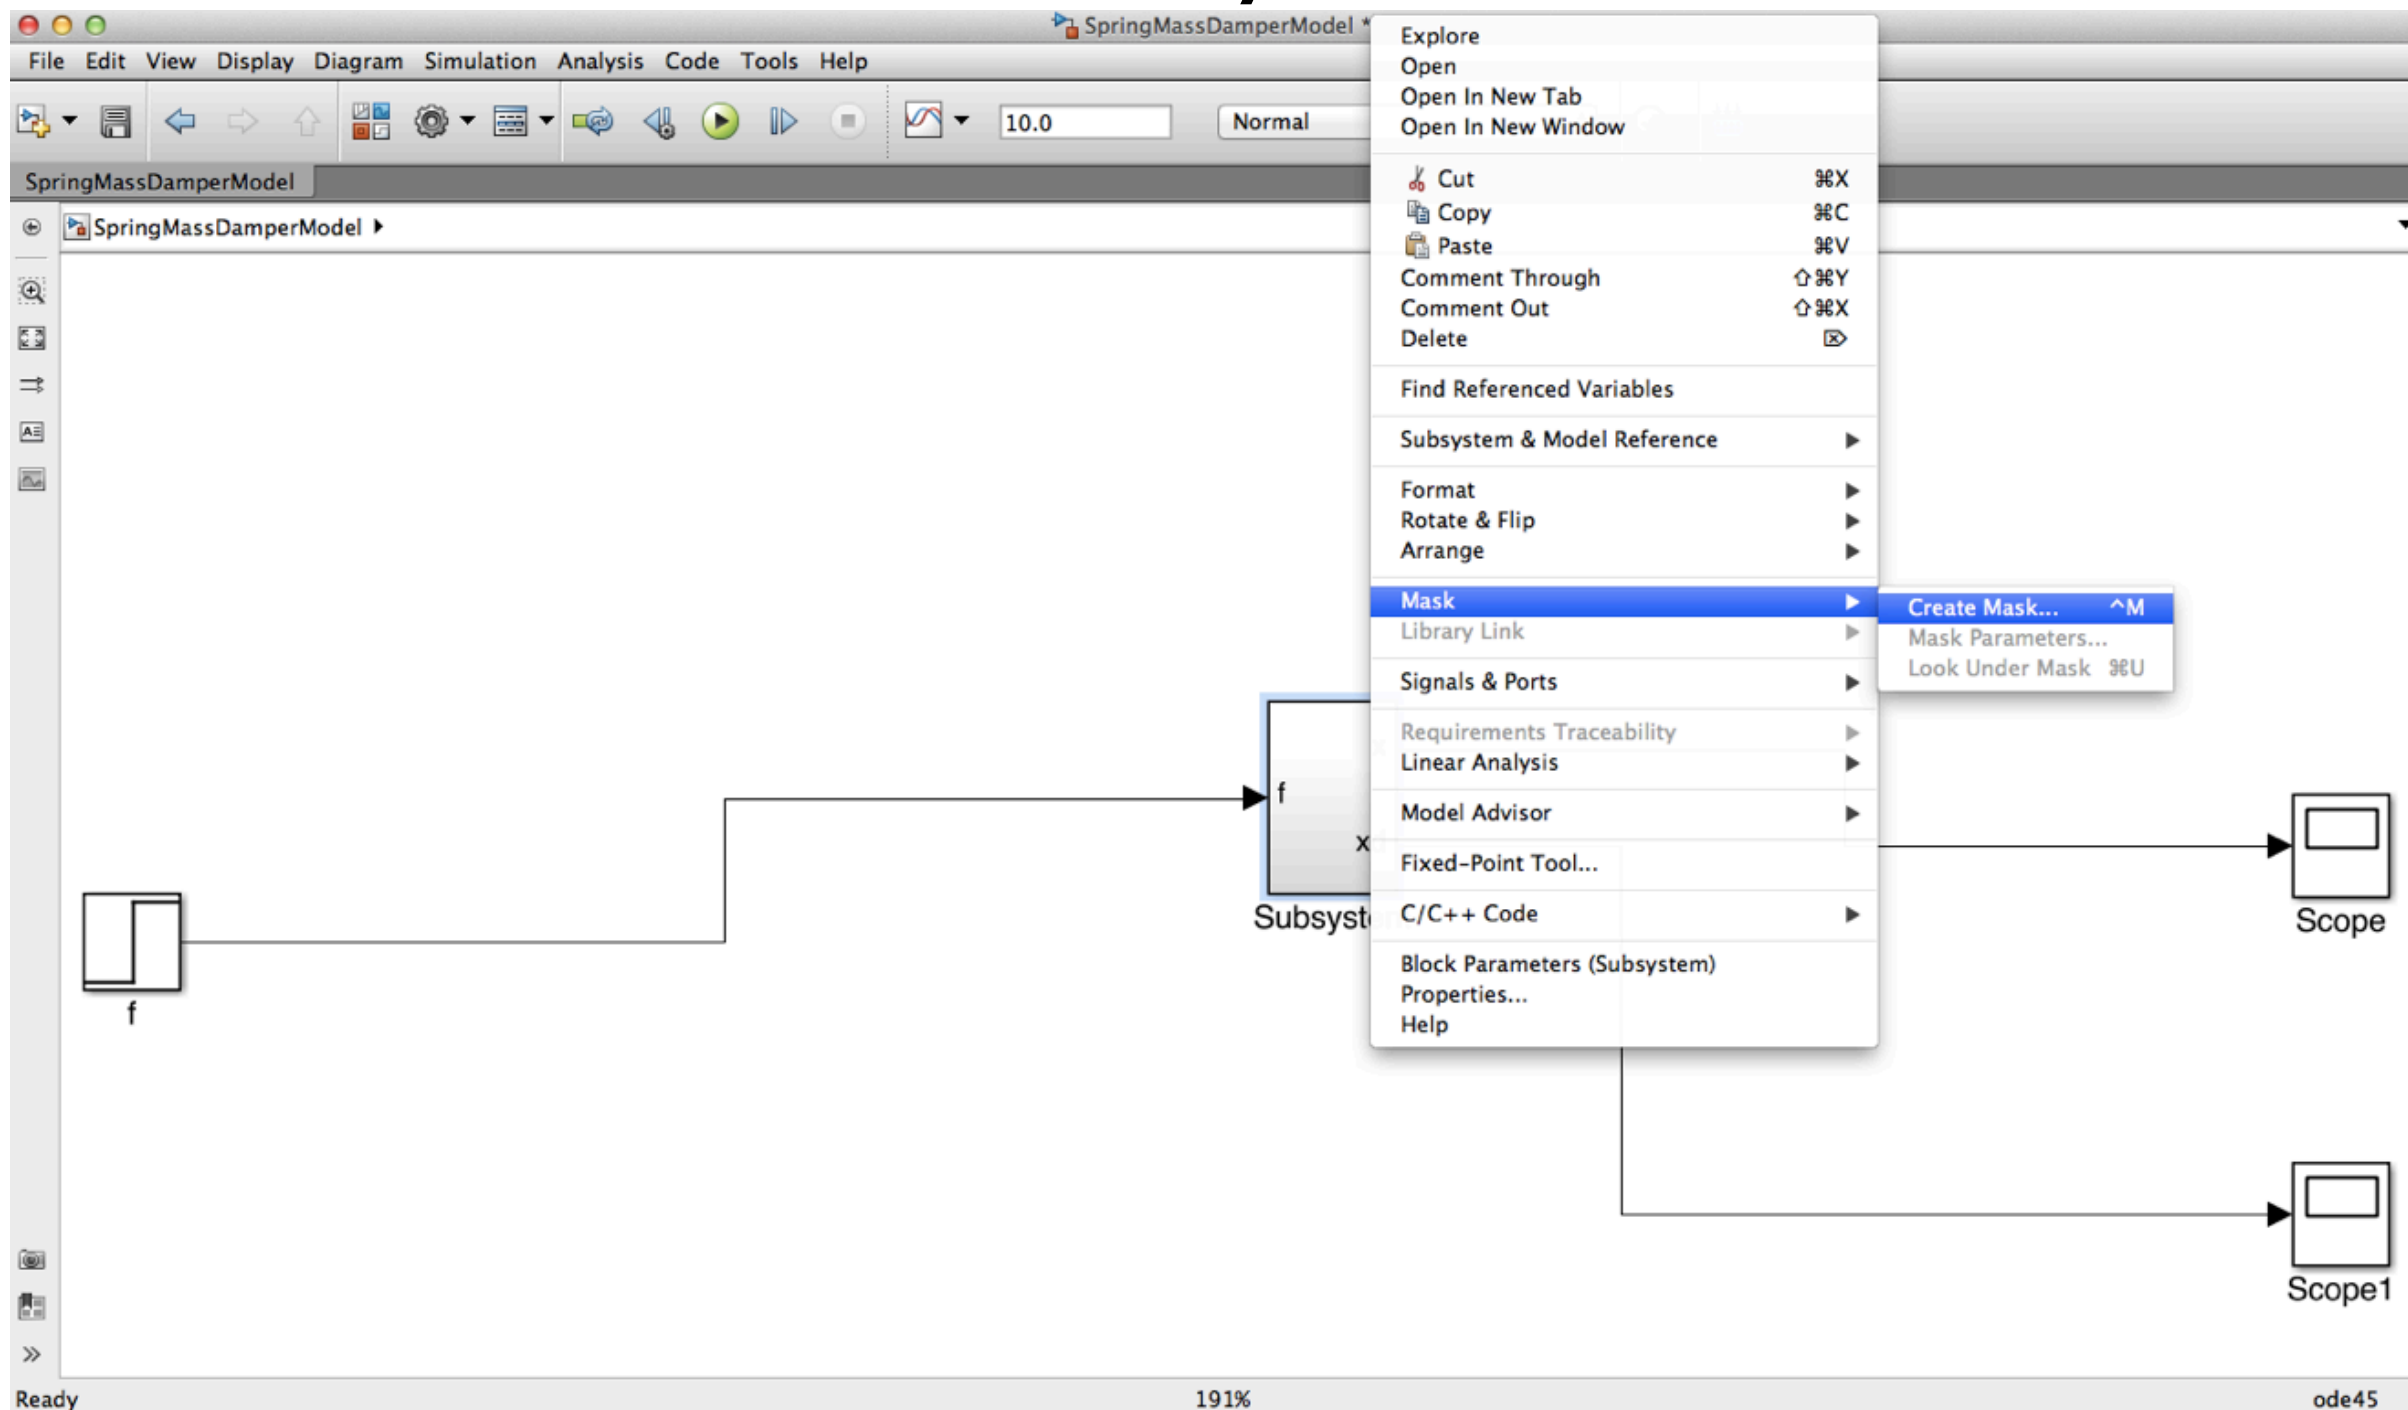 SpringMassDamperModel *
File Edit View Display Diagram Simulation Analysis Code Tools Help
10.0 Normal
SpringMassDamperModel
SpringMassDamperModel
Explore
Open
Open In New Tab
Open In New Window
Cut ⌘X
Copy ⌘C
Paste ⌘V
Comment Through ⇧⌘Y
Comment Out ⇧⌘X
Delete ⌦
Find Referenced Variables
Subsystem & Model Reference
Format
Rotate & Flip
Arrange
Mask
Library Link
Signals & Ports
Requirements Traceability
Linear Analysis
Model Advisor
Fixed-Point Tool...
C/C++ Code
Block Parameters (Subsystem)
Properties...
Help
Create Mask... ^M
Mask Parameters...
Look Under Mask ⌘U
f
x
Subsyst
f
Scope
Scope1
Ready 191% ode45